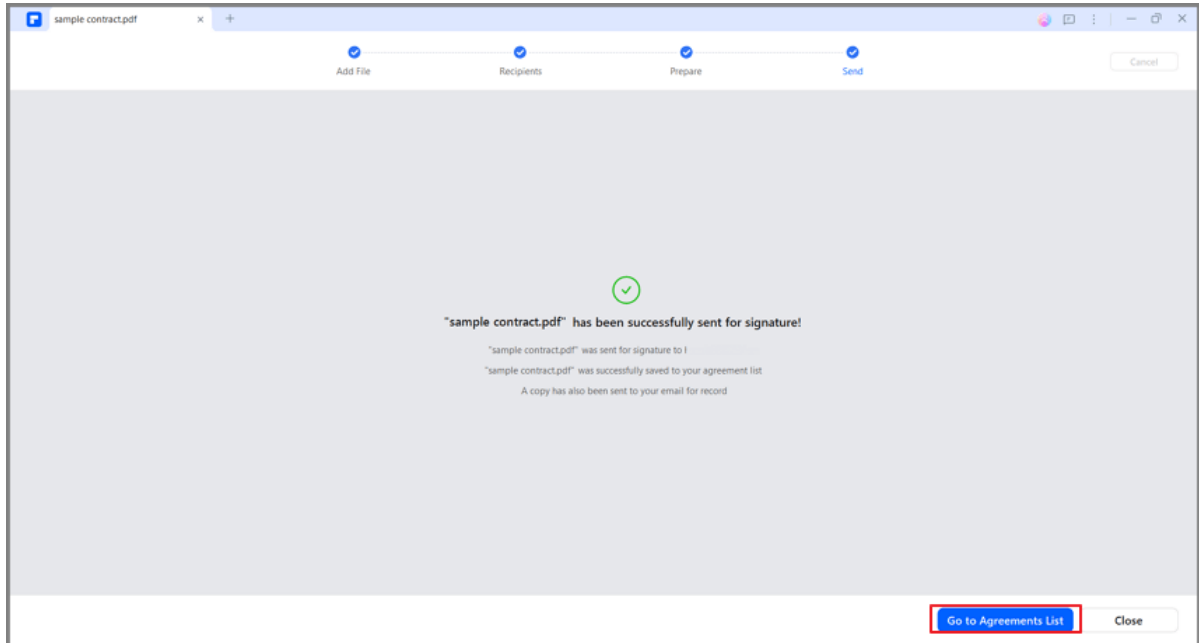 sample contract.pdf
Add File
Recipients
Prepare
Send
Cancel
"sample contract.pdf" has been successfully sent for signature!
"sample contract.pdf" was sent for signature to
"sample contract.pdf" was successfully saved to your agreement list
A copy has also been sent to your email for record
Go to Agreements List
Close